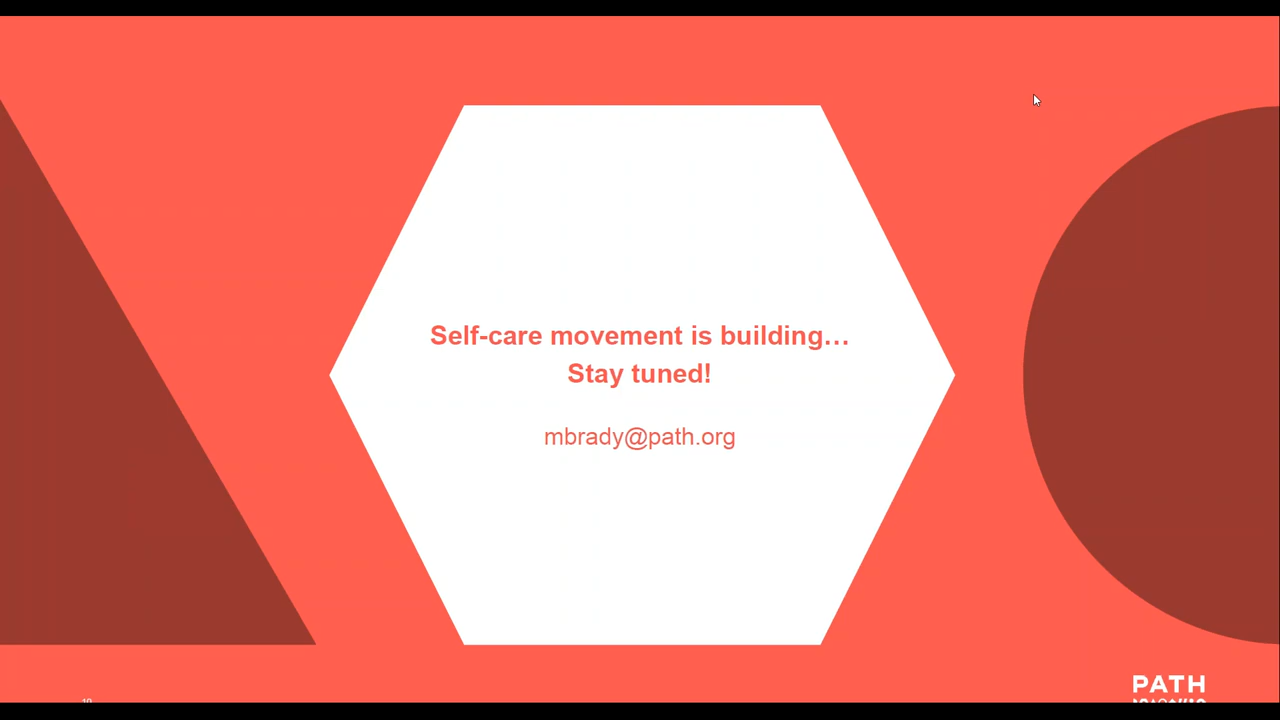 Self-care movement is building…
Stay tuned!
mbrady@path.org
PATH